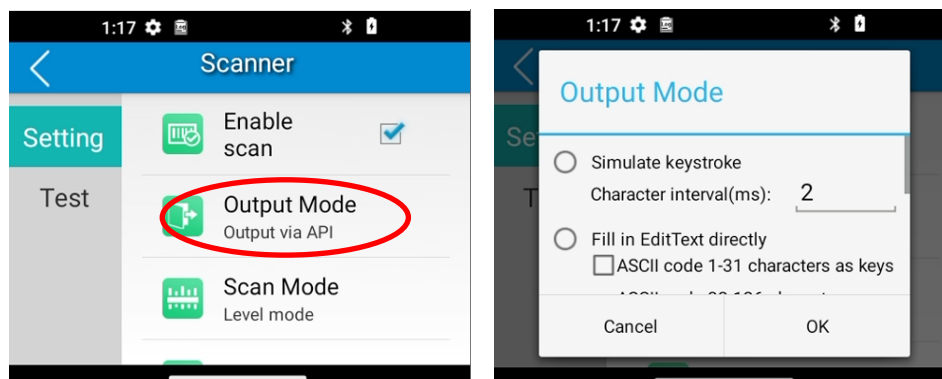 1:17
Scanner
Setting
Test
Enable
scan
Output Mode
Output via API
Scan Mode
Level mode
1:17
Output Mode
Simulate keystroke
Character interval(ms): 2
Fill in EditText directly
ASCII code 1-31 characters as keys
Cancel OK